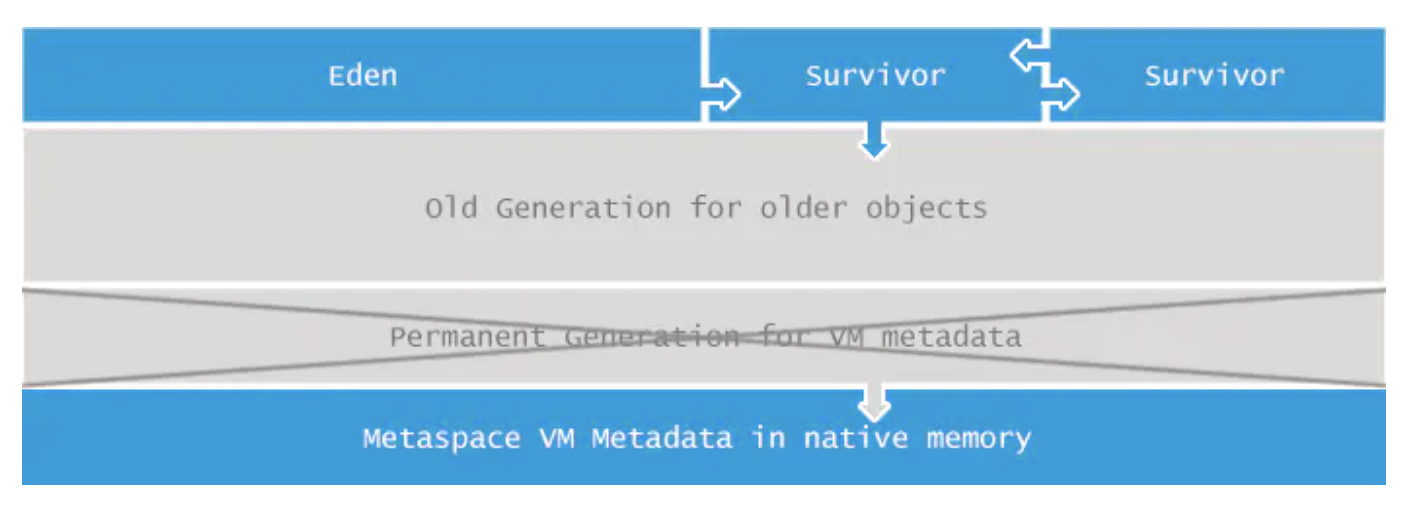 Eden
Survivor
Survivor
Old Generation for older objects
Permanent Generation for VM metadata
Metaspace VM Metadata in native memory